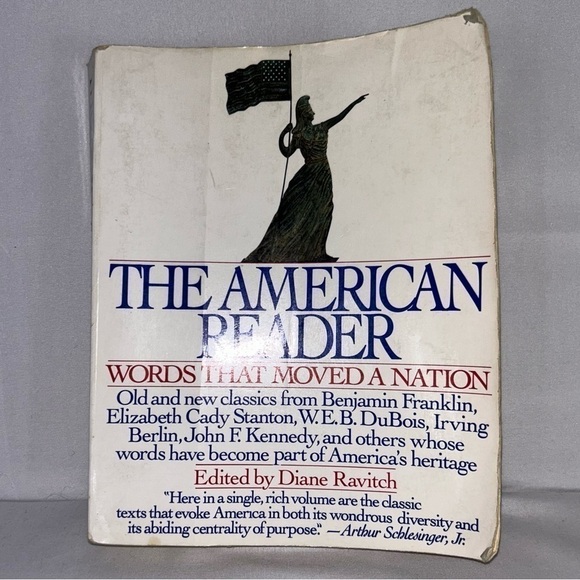 THE AMERICAN
READER
WORDS THAT MOVED A NATION
Old and new classics from Benjamin Franklin,
Elizabeth Cady Stanton, W.E.B. DuBois, Irving
Berlin, John F. Kennedy, and others whose
words have become part of America's heritage
Edited by Diane Ravitch
"Here in a single, rich volume are the classic
texts that evoke America in both its wondrous diversity and
its abiding centrality of purpose." —Arthur Schlesinger, Jr.